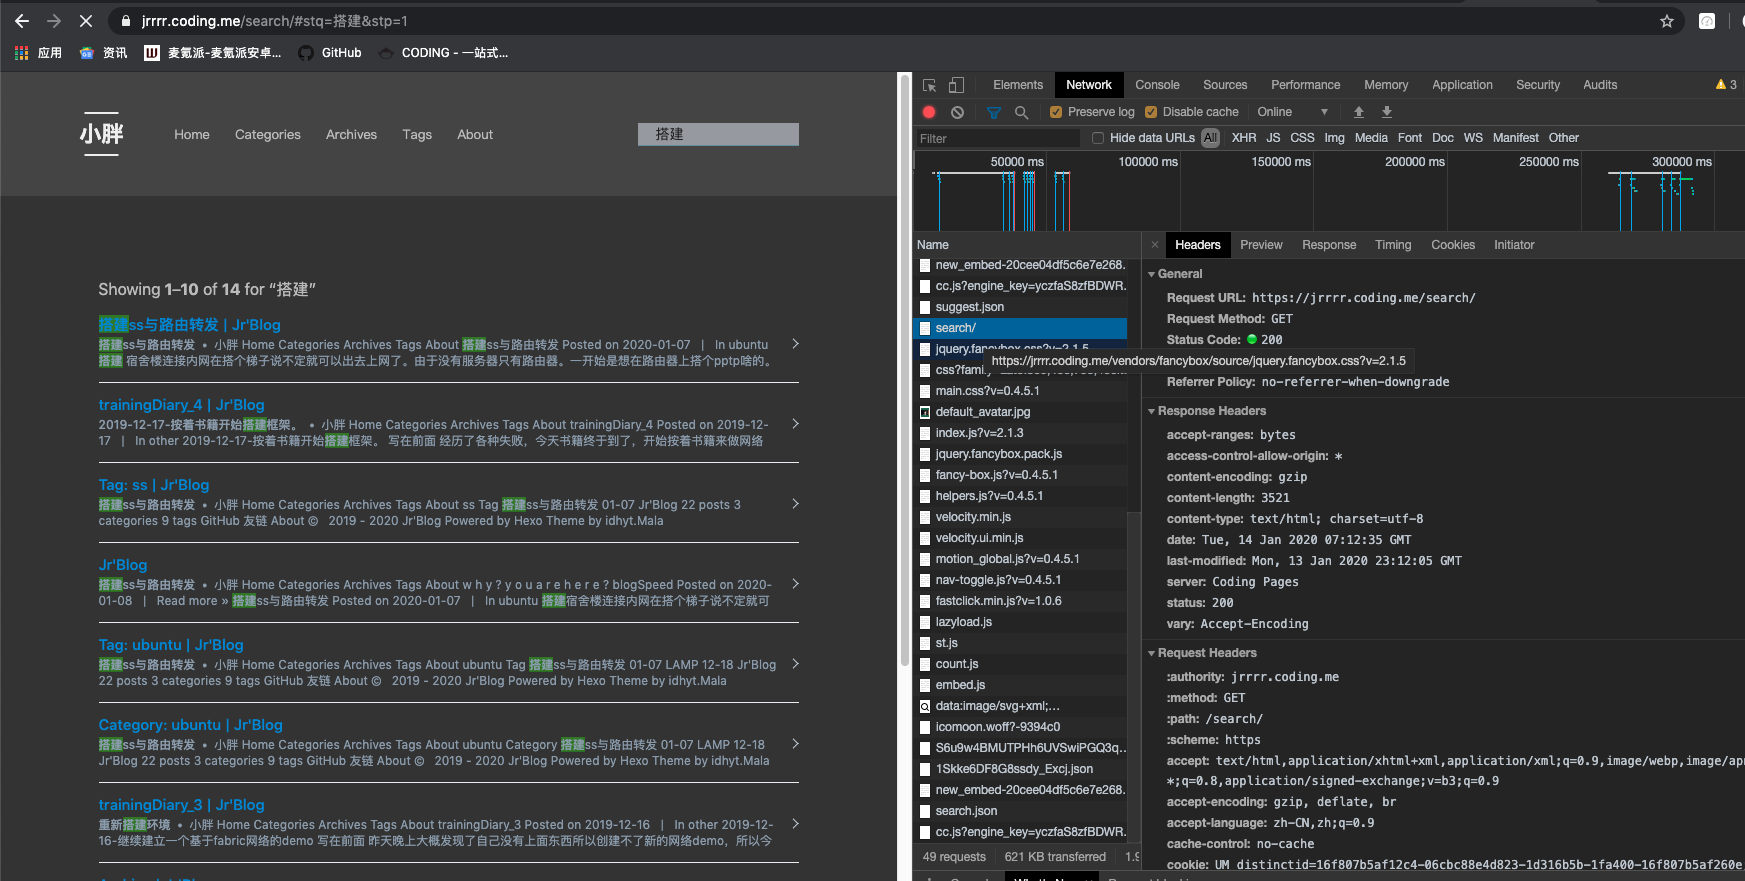 jrrrr.coding.me/search/#stq=搭建&stp=1
应用 资讯 麦氪派-麦氪派安卓... GitHub CODING - 一站式...
小胖 Home Categories Archives Tags About 搭建
Showing 1–10 of 14 for “搭建”
搭建ss与路由转发 | Jr'Blog
搭建ss与路由转发 • 小胖 Home Categories Archives Tags About 搭建ss与路由转发 Posted on 2020-01-07 | In ubuntu
搭建 宿舍楼连接内网在搭个梯子说不定就可以出去上网了。由于没有服务器只有路由器。一开始是想在路由器上搭个pptp啥的。
trainingDiary_4 | Jr'Blog
2019-12-17-按着书籍开始搭建框架。 • 小胖 Home Categories Archives Tags About trainingDiary_4 Posted on 2019-12-
17 | In other 2019-12-17-按着书籍开始搭建框架。 写在前面 经历了各种失败，今天书籍终于到了，开始按着书籍来做网络
Tag: ss | Jr'Blog
搭建ss与路由转发 • 小胖 Home Categories Archives Tags About ss Tag 搭建ss与路由转发 01-07 Jr'Blog 22 posts 3
categories 9 tags GitHub 友链 About © 2019 - 2020 Jr'Blog Powered by Hexo Theme by idhyt.Mala
Jr'Blog
搭建ss与路由转发 • 小胖 Home Categories Archives Tags About w h y ? y o u a r e h e r e ? blogSpeed Posted on 2020-
01-08 | Read more » 搭建ss与路由转发 Posted on 2020-01-07 | In ubuntu 搭建宿舍楼连接内网在搭个梯子说不定就可
Tag: ubuntu | Jr'Blog
搭建ss与路由转发 • 小胖 Home Categories Archives Tags About ubuntu Tag 搭建ss与路由转发 01-07 LAMP 12-18 Jr'Blog
22 posts 3 categories 9 tags GitHub 友链 About © 2019 - 2020 Jr'Blog Powered by Hexo Theme by idhyt.Mala
Category: ubuntu | Jr'Blog
搭建ss与路由转发 • 小胖 Home Categories Archives Tags About ubuntu Category 搭建ss与路由转发 01-07 LAMP 12-18
Jr'Blog 22 posts 3 categories 9 tags GitHub 友链 About © 2019 - 2020 Jr'Blog Powered by Hexo Theme by idhyt.Mala
trainingDiary_3 | Jr'Blog
重新搭建环境 • 小胖 Home Categories Archives Tags About trainingDiary_3 Posted on 2019-12-16 | In other 2019-12-
16-继续建立一个基于fabric网络的demo 写在前面 昨天晚上大概发现了自己没有上面东西所以创建不了新的网络demo，所以今
Elements Network Console Sources Performance Memory Application Security Audits 3
Preserve log Disable cache Online
Filter Hide data URLs All XHR JS CSS Img Media Font Doc WS Manifest Other
50000 ms 100000 ms 150000 ms 200000 ms 250000 ms 300000 ms
Name
new_embed-20cee04df5c6e7e268.
cc.js?engine_key=yczfaS8zfBDWR.
suggest.json
search/
jquery.fancybox.css?v=2.1.5
https://jrrrr.coding.me/vendors/fancybox/source/jquery.fancybox.css?v=2.1.5
css?family
main.css?v=0.4.5.1
default_avatar.jpg
index.js?v=2.1.3
jquery.fancybox.pack.js
fancy-box.js?v=0.4.5.1
helpers.js?v=0.4.5.1
velocity.min.js
velocity.ui.min.js
motion_global.js?v=0.4.5.1
nav-toggle.js?v=0.4.5.1
fastclick.min.js?v=1.0.6
lazyload.js
st.js
count.js
embed.js
data:image/svg+xml;...
icomoon.woff?-9394c0
S6u9w4BMUTPHh6UVSwiPGQ3q..
1Skke6DF8G8ssdy_Excj.json
new_embed-20cee04df5c6e7e268.
search.json
cc.js?engine_key=yczfaS8zfBDWR.
49 requests 621 KB transferred 1.9
Headers Preview Response Timing Cookies Initiator
General
Request URL: https://jrrrr.coding.me/search/
Request Method: GET
Status Code: 200
Referrer Policy: no-referrer-when-downgrade
Response Headers
accept-ranges: bytes
access-control-allow-origin: *
content-encoding: gzip
content-length: 3521
content-type: text/html; charset=utf-8
date: Tue, 14 Jan 2020 07:12:35 GMT
last-modified: Mon, 13 Jan 2020 23:12:05 GMT
server: Coding Pages
status: 200
vary: Accept-Encoding
Request Headers
:authority: jrrrr.coding.me
:method: GET
:path: /search/
:scheme: https
accept: text/html,application/xhtml+xml,application/xml;q=0.9,image/webp,image/apn
*;q=0.8,application/signed-exchange;v=b3;q=0.9
accept-encoding: gzip, deflate, br
accept-language: zh-CN,zh;q=0.9
cache-control: no-cache
cookie: UM_distinctid=16f807b5af12c4-06cbc88e4d823-1d316b5b-1fa400-16f807b5af260e